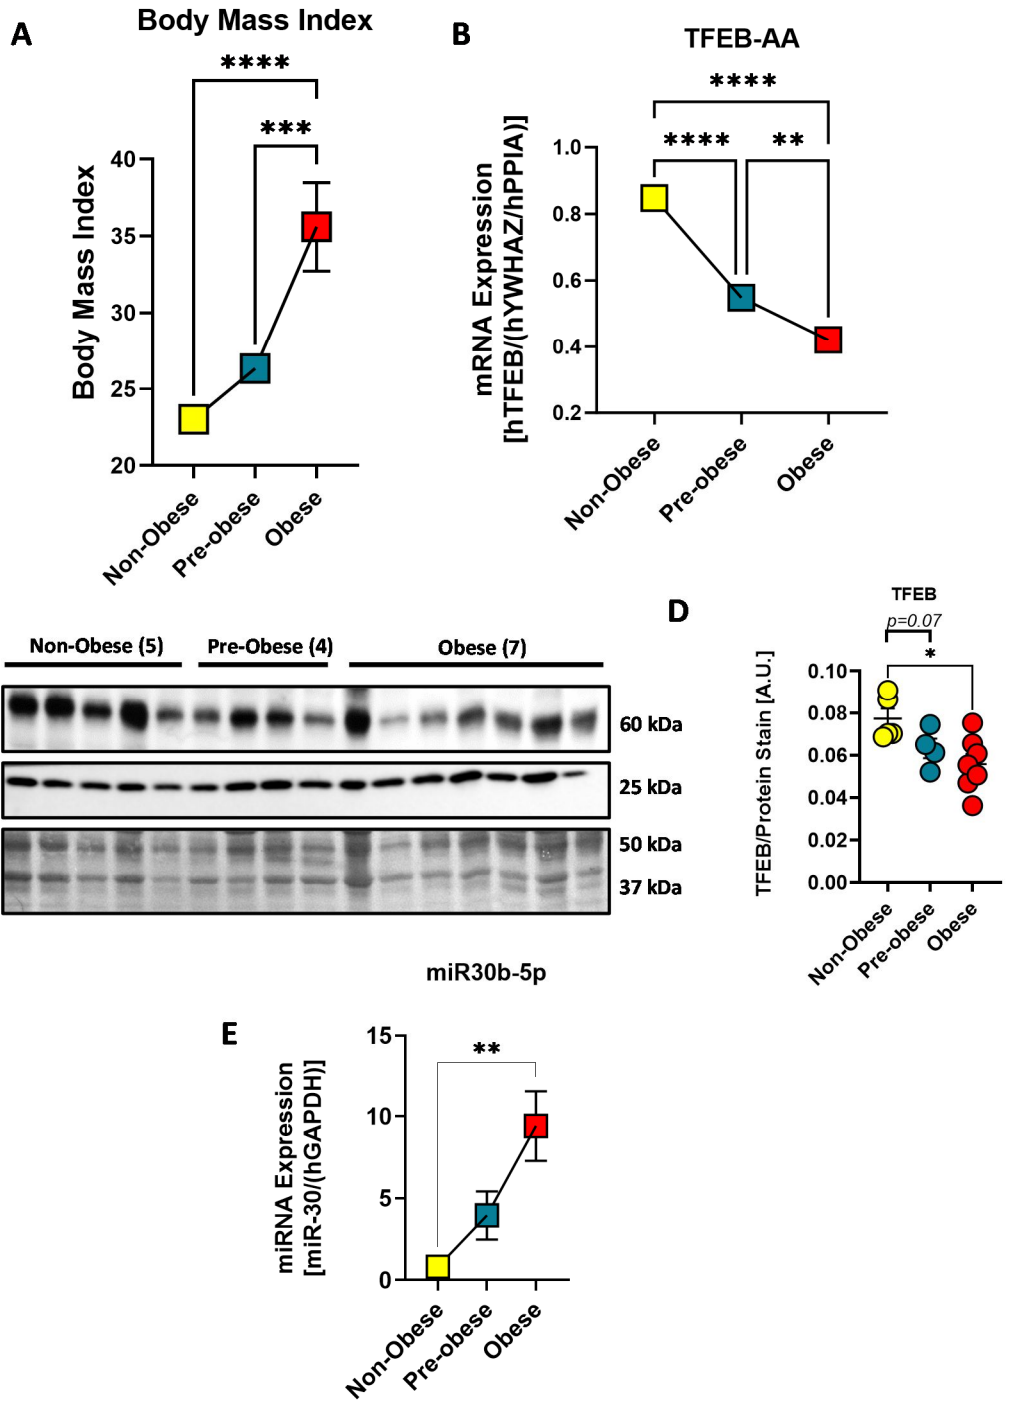 A
Body Mass Index
****
***
Body Mass Index
40
35
30
25
20
Non-Obese
Pre-obese
Obese
B
TFEB-AA
****
**** **
mRNA Expression
[hTFEB/(hYWHAZ/hPPIA)]
1.0
0.8
0.6
0.4
0.2
Non-Obese
Pre-obese
Obese
Non-Obese (5) Pre-Obese (4) Obese (7)
60 kDa
25 kDa
50 kDa
37 kDa
D
TFEB
p=0.07
*
TFEB/Protein Stain [A.U.]
0.10
0.08
0.06
0.04
0.02
0.00
Non-Obese
Pre-obese
Obese
E
miR30b-5p
**
miRNA Expression
[miR-30/(hGAPDH)]
15
10
5
0
Non-Obese
Pre-obese
Obese